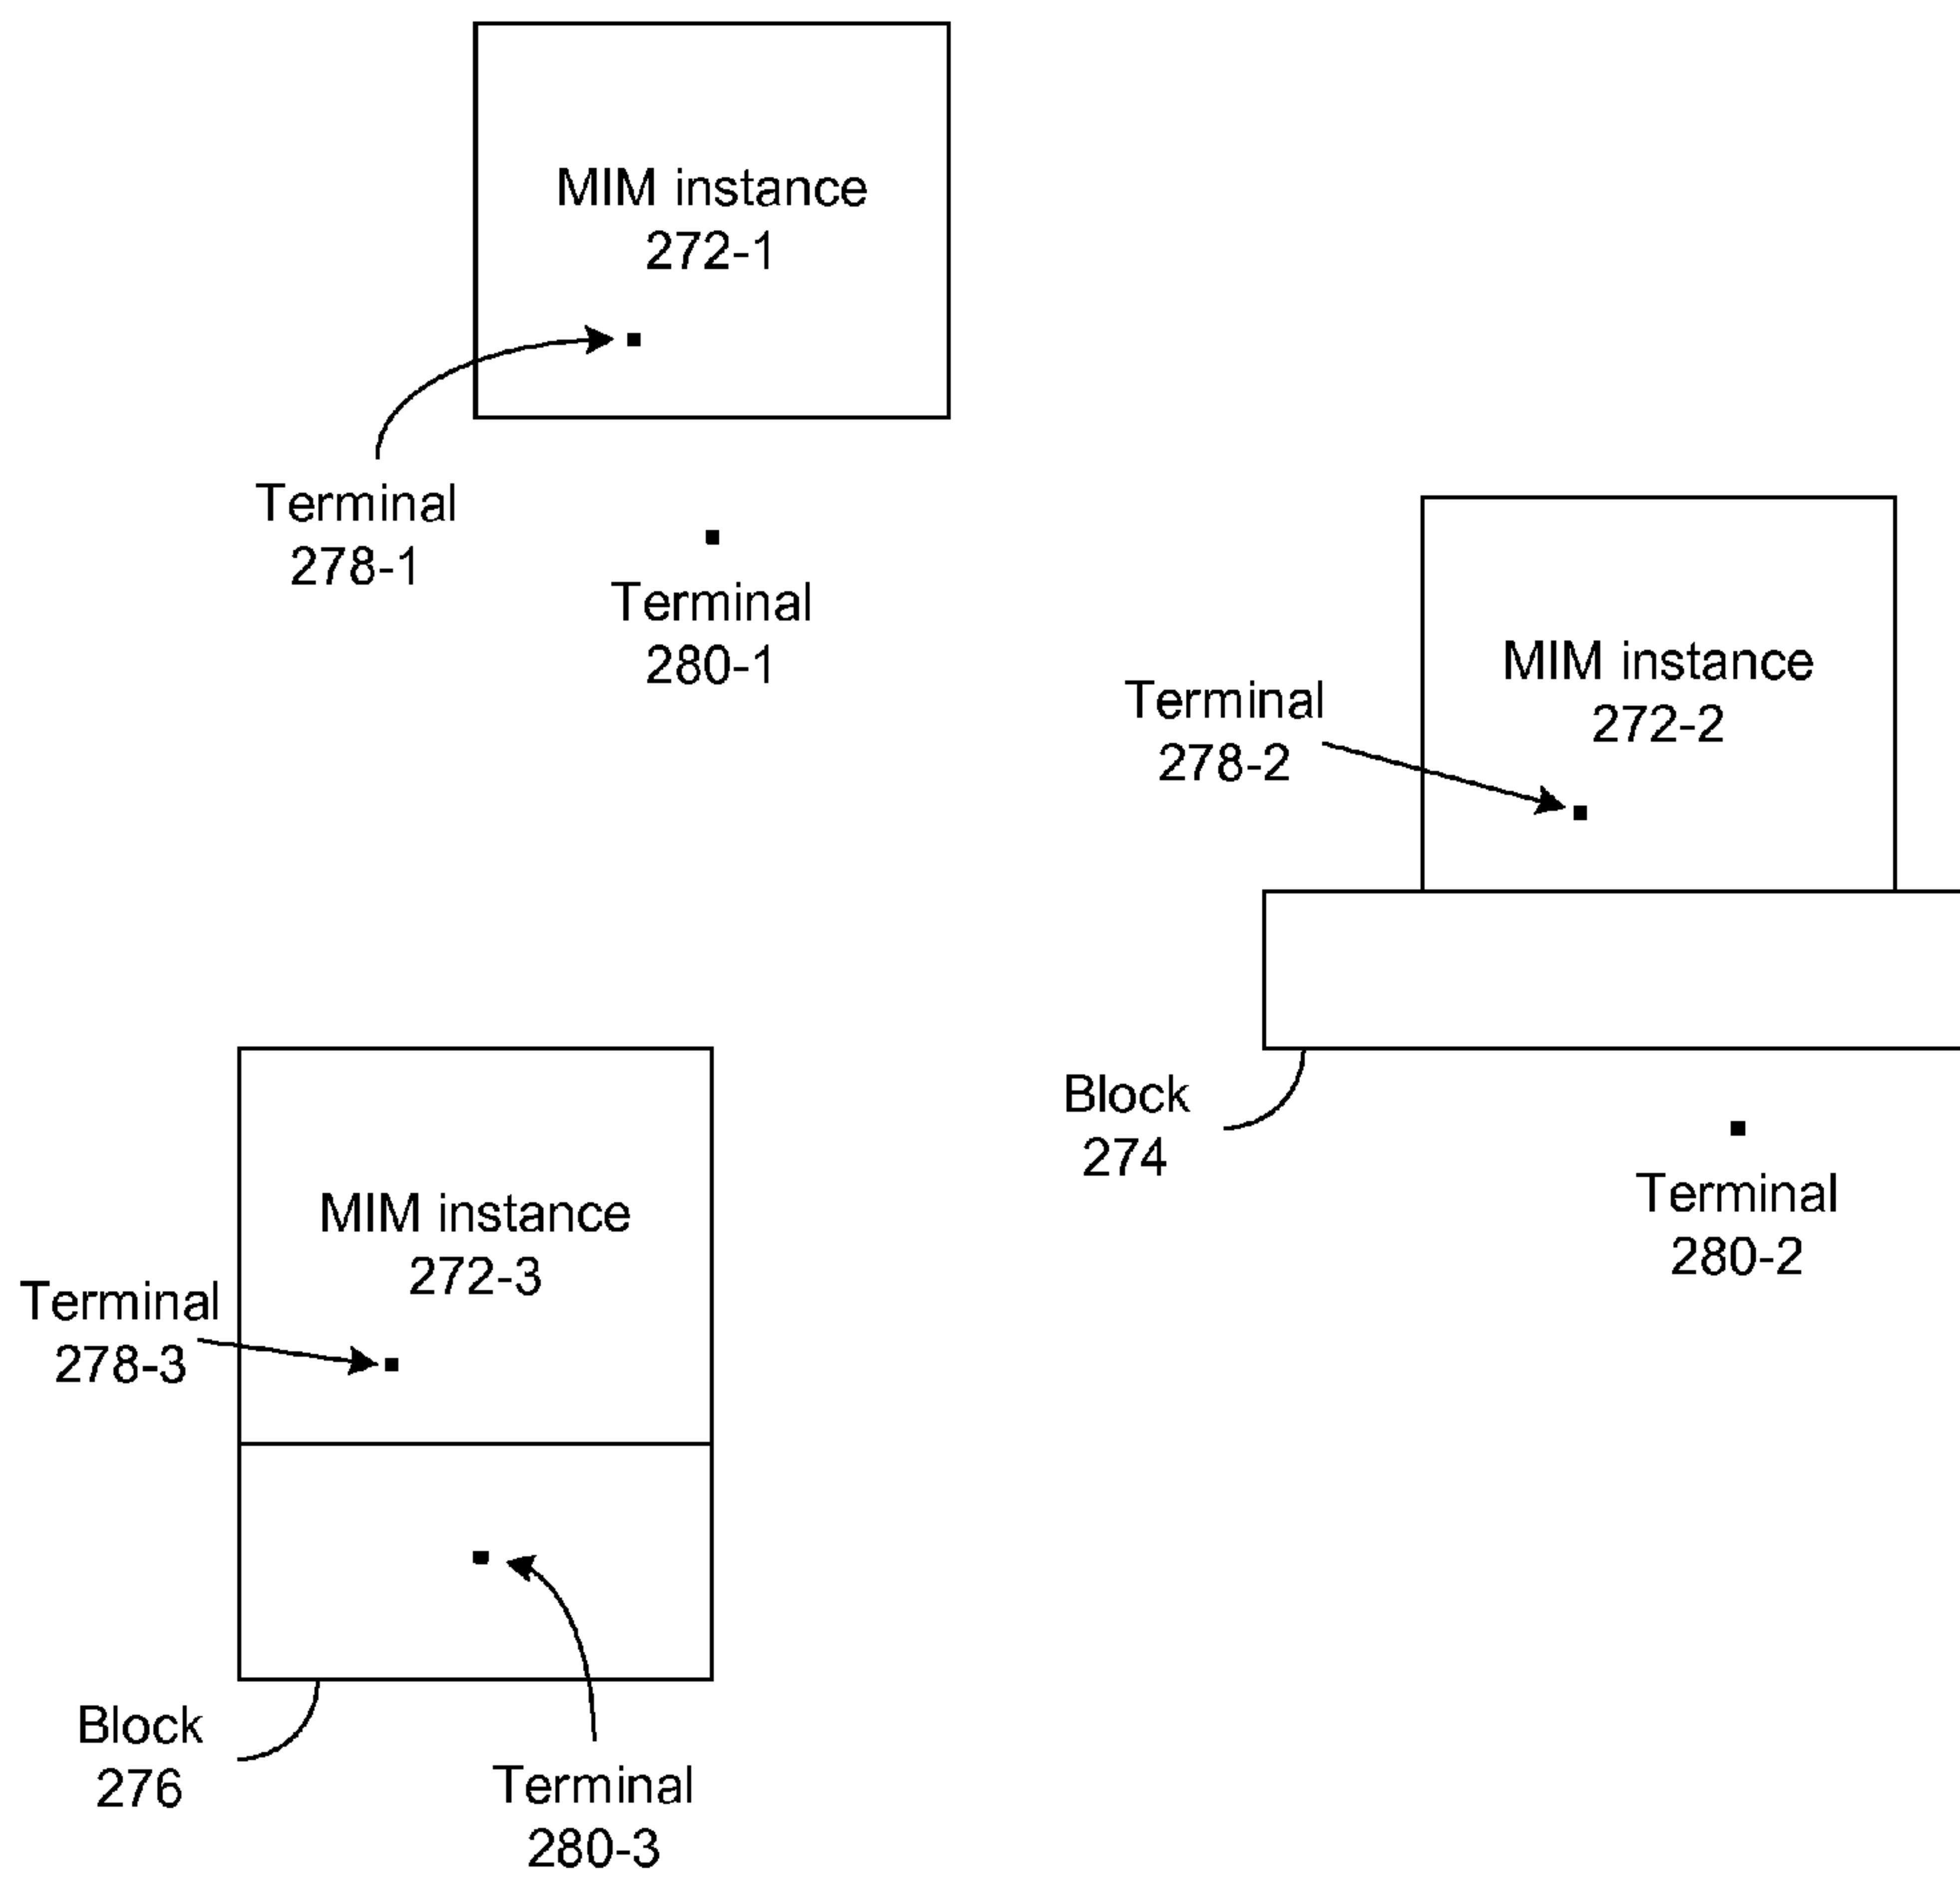 MIM instance
272-1
Terminal
278-1
Terminal
280-1
MIM instance
272-2
Terminal
278-2
Block
274
Terminal
280-2
MIM instance
272-3
Terminal
278-3
Block
276
Terminal
280-3